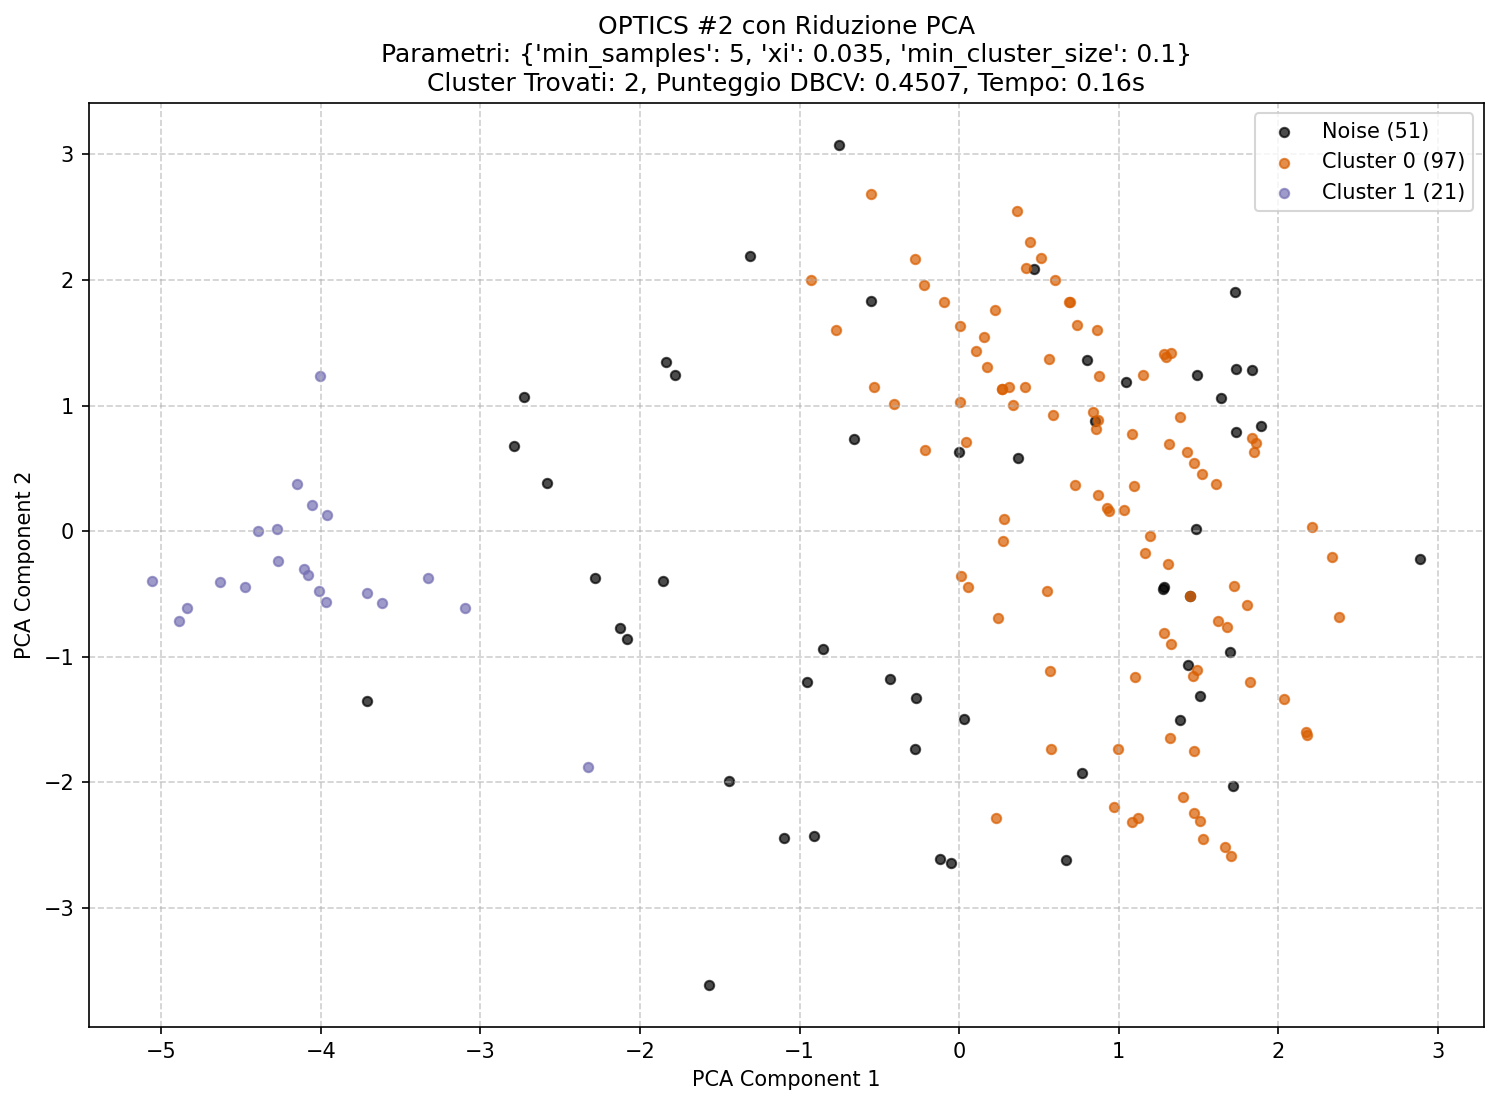 OPTICS #2 con Riduzione PCA
Parametri: {'min_samples': 5, 'xi': 0.035, 'min_cluster_size': 0.1}
Cluster Trovati: 2, Punteggio DBCV: 0.4507, Tempo: 0.16s
Noise (51)
Cluster 0 (97)
Cluster 1 (21)
PCA Component 2
3
2
1
0
−1
−2
−3
−5 −4 −3 −2 −1 0 1 2 3
PCA Component 1